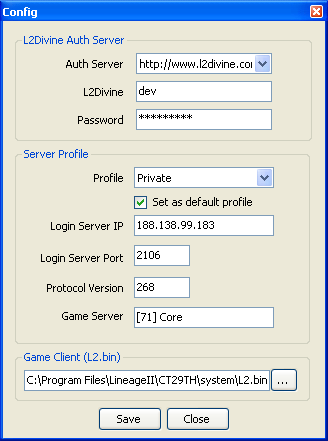 Config
L2Divine Auth Server
Auth Server http://www.l2divine.co
L2Divine dev
Password *********
Server Profile
Profile Private
Set as default profile
Login Server IP 188.138.99.183
Login Server Port 2106
Protocol Version 268
Game Server [71] Core
Game Client (L2.bin)
C:\Program Files\LineageII\CT29TH\system\L2.bin ...
Save Close